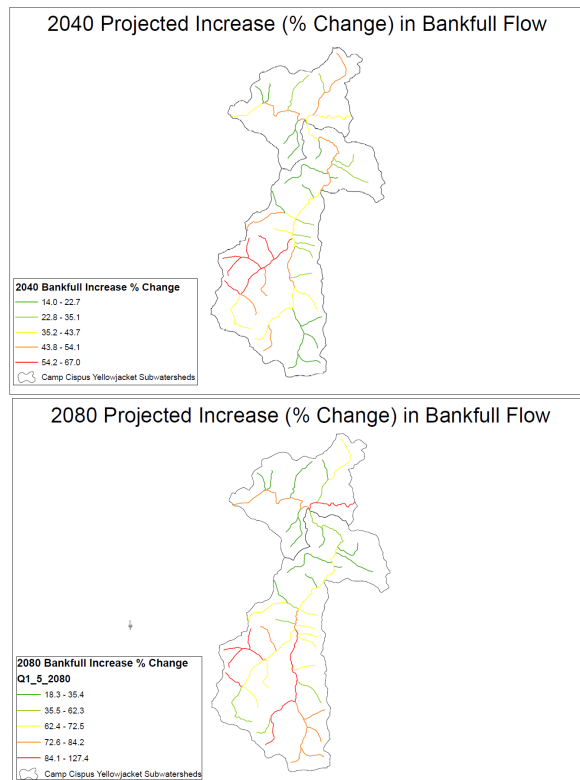 2040 Projected Increase (% Change) in Bankfull Flow
2040 Bankfull Increase % Change
14.0 - 22.7
22.8 - 35.1
35.2 - 43.7
43.8 - 54.1
54.2 - 67.0
Camp Cispus Yellowjacket Subwatersheds
2080 Projected Increase (% Change) in Bankfull Flow
2080 Bankfull Increase % Change
Q1_5_2080
18.3 - 35.4
35.5 - 62.3
62.4 - 72.5
72.6 - 84.2
84.1 - 127.4
Camp Cispus Yellowjacket Subwatersheds